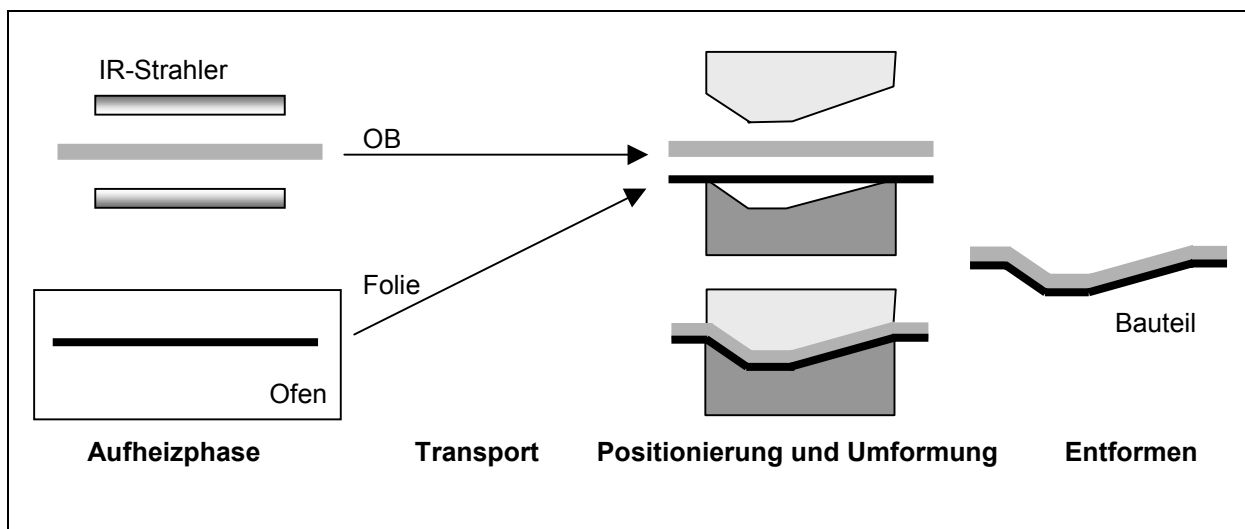 IR-Strahler
OB
Folie
Ofen
Bauteil
Aufheizphase
Transport
Positionierung und Umformung
Entformen